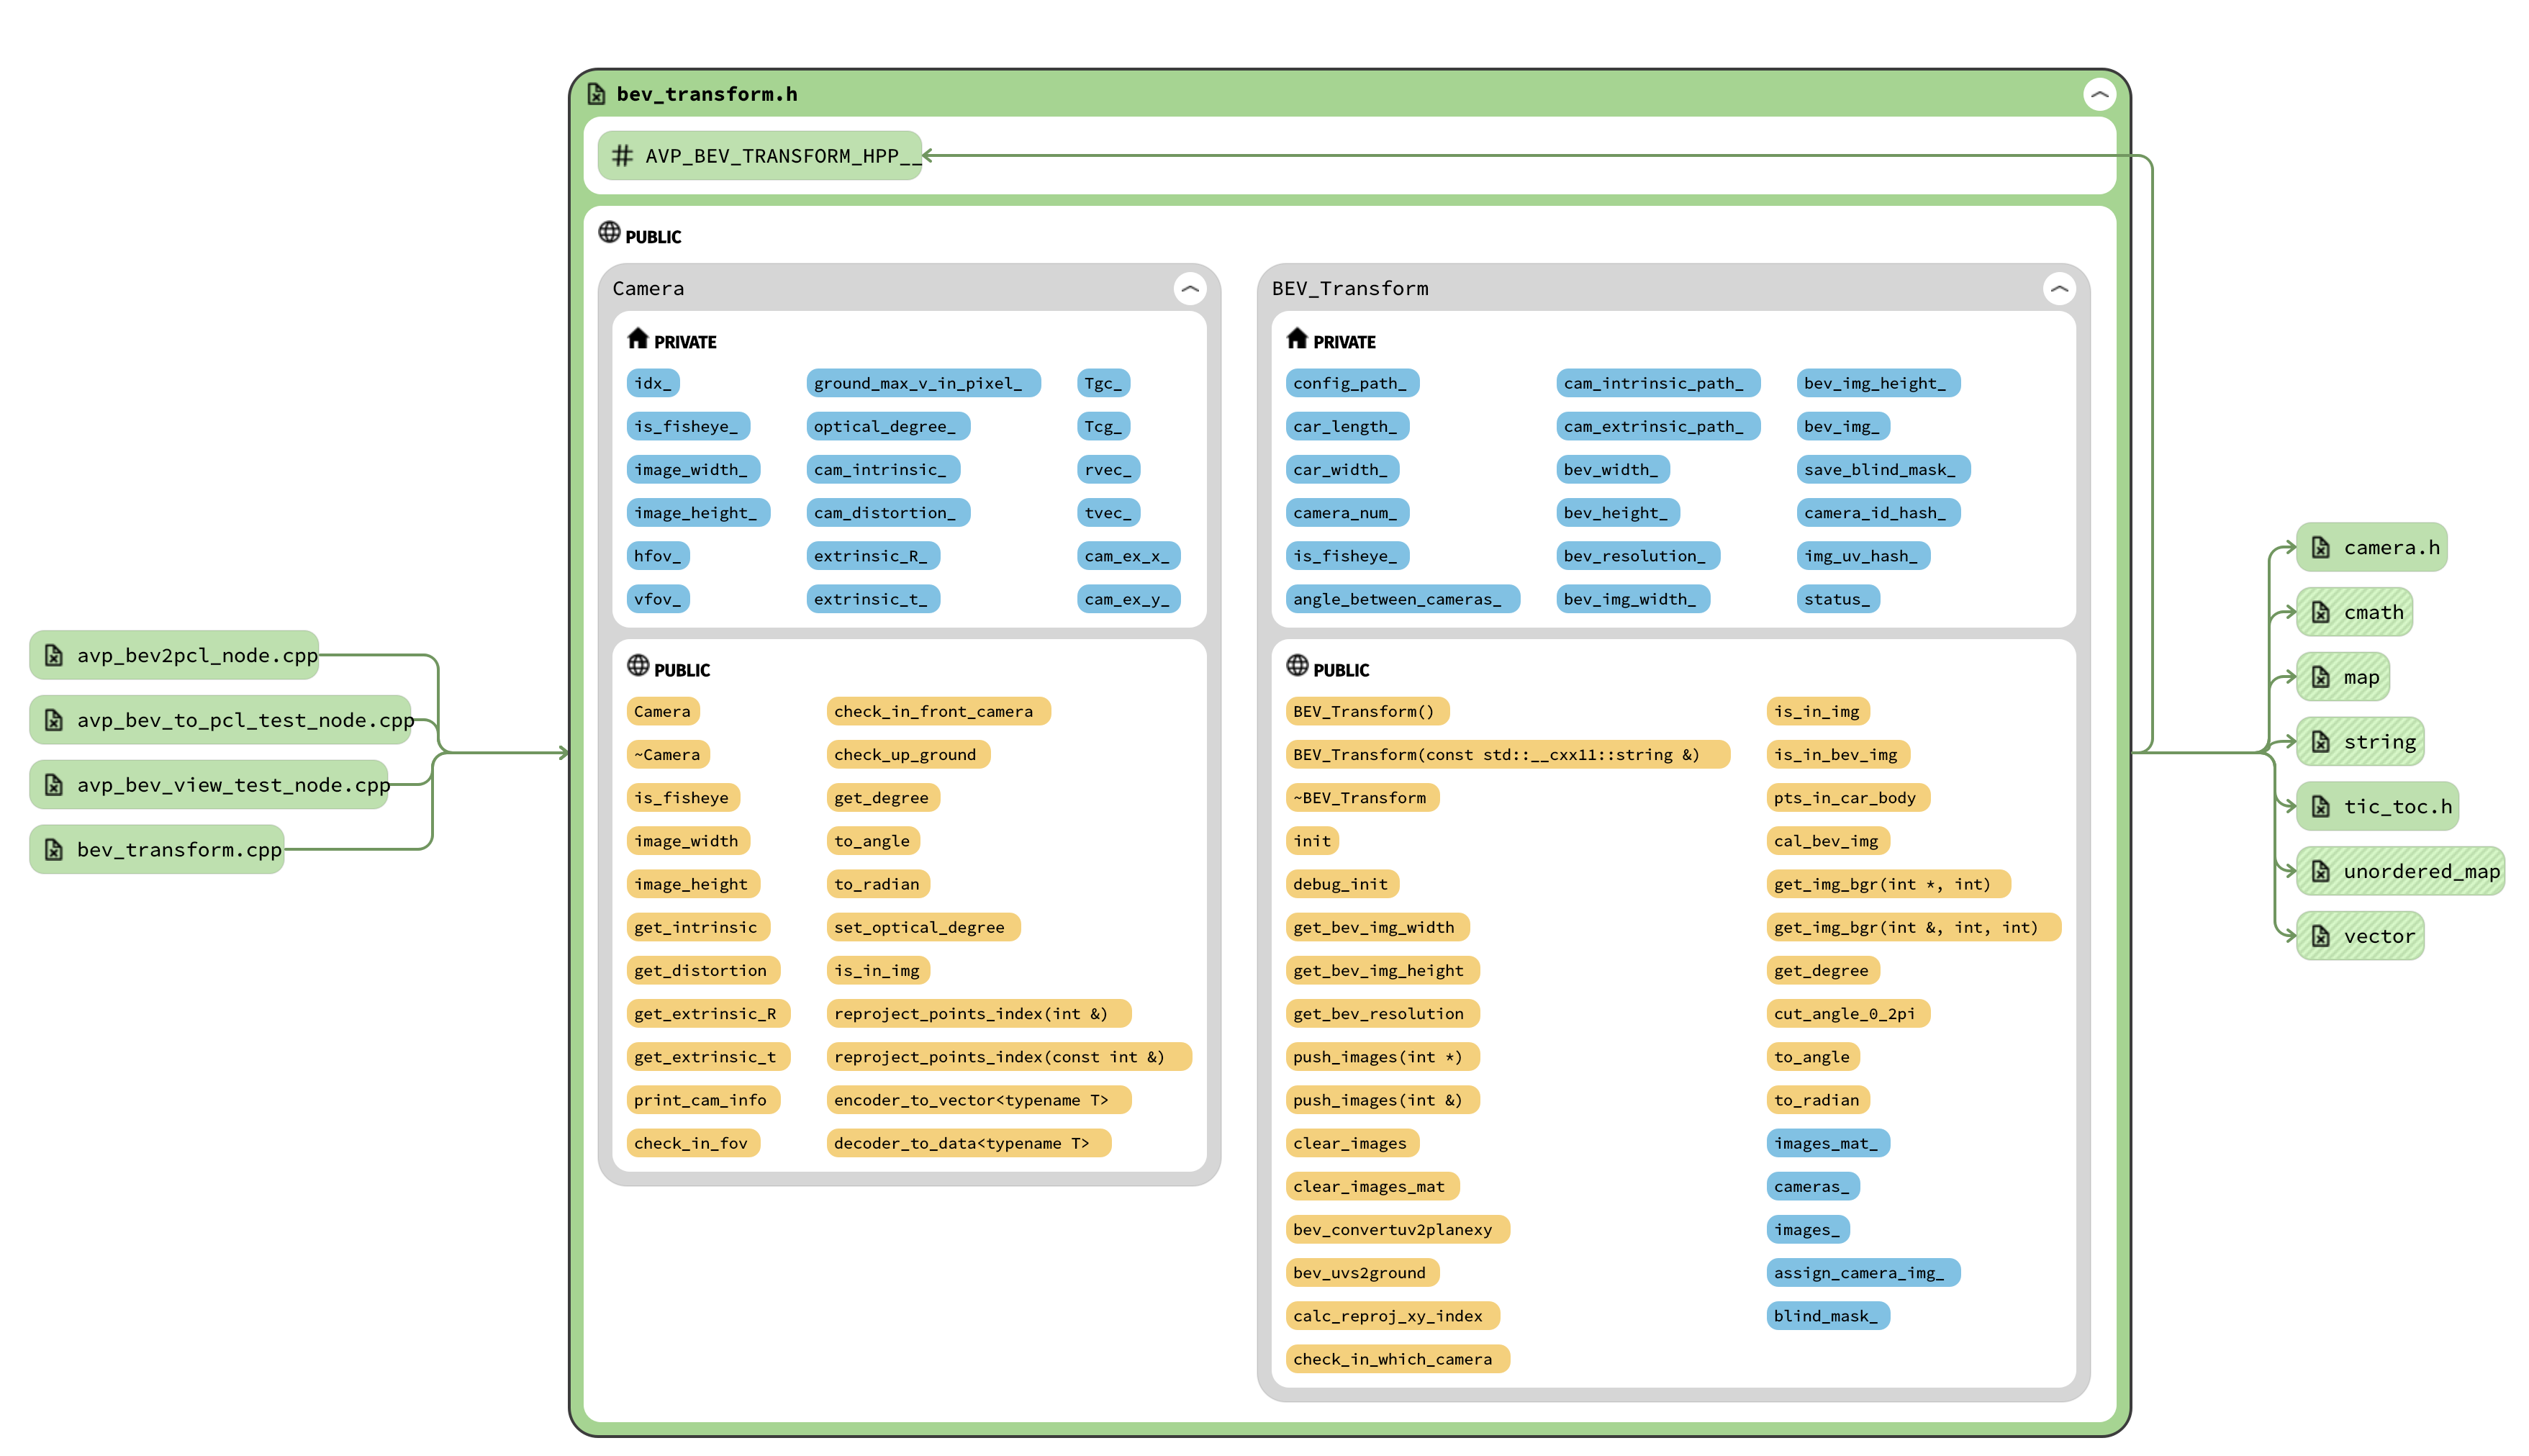 bev_transform.h
# AVP_BEV_TRANSFORM_HPP__
PUBLIC
Camera
PRIVATE
idx_
is_fisheye_
image_width_
image_height_
hfov_
vfov_
ground_max_v_in_pixel_
optical_degree_
cam_intrinsic_
cam_distortion_
extrinsic_R_
extrinsic_t_
Tgc_
Tcg_
rvec_
tvec_
cam_ex_x_
cam_ex_y_
PUBLIC
Camera
~Camera
is_fisheye
image_width
image_height
get_intrinsic
get_distortion
get_extrinsic_R
get_extrinsic_t
print_cam_info
check_in_fov
check_in_front_camera
check_up_ground
get_degree
to_angle
to_radian
set_optical_degree
is_in_img
reproject_points_index(int &)
reproject_points_index(const int &)
encoder_to_vector<typename T>
decoder_to_data<typename T>
BEV_Transform
PRIVATE
config_path_
car_length_
car_width_
camera_num_
is_fisheye_
angle_between_cameras_
cam_intrinsic_path_
cam_extrinsic_path_
bev_width_
bev_height_
bev_resolution_
bev_img_width_
bev_img_height_
bev_img_
save_blind_mask_
camera_id_hash_
img_uv_hash_
status_
PUBLIC
BEV_Transform()
BEV_Transform(const std::__cxx11::string &)
~BEV_Transform
init
debug_init
get_bev_img_width
get_bev_img_height
get_bev_resolution
push_images(int *)
push_images(int &)
clear_images
clear_images_mat
bev_convertuv2planexy
bev_uvs2ground
calc_reproj_xy_index
check_in_which_camera
is_in_img
is_in_bev_img
pts_in_car_body
cal_bev_img
get_img_bgr(int *, int)
get_img_bgr(int &, int, int)
get_degree
cut_angle_0_2pi
to_angle
to_radian
images_mat_
cameras_
images_
assign_camera_img_
blind_mask_
avp_bev2pcl_node.cpp
avp_bev_to_pcl_test_node.cpp
avp_bev_view_test_node.cpp
bev_transform.cpp
camera.h
cmath
map
string
tic_toc.h
unordered_map
vector